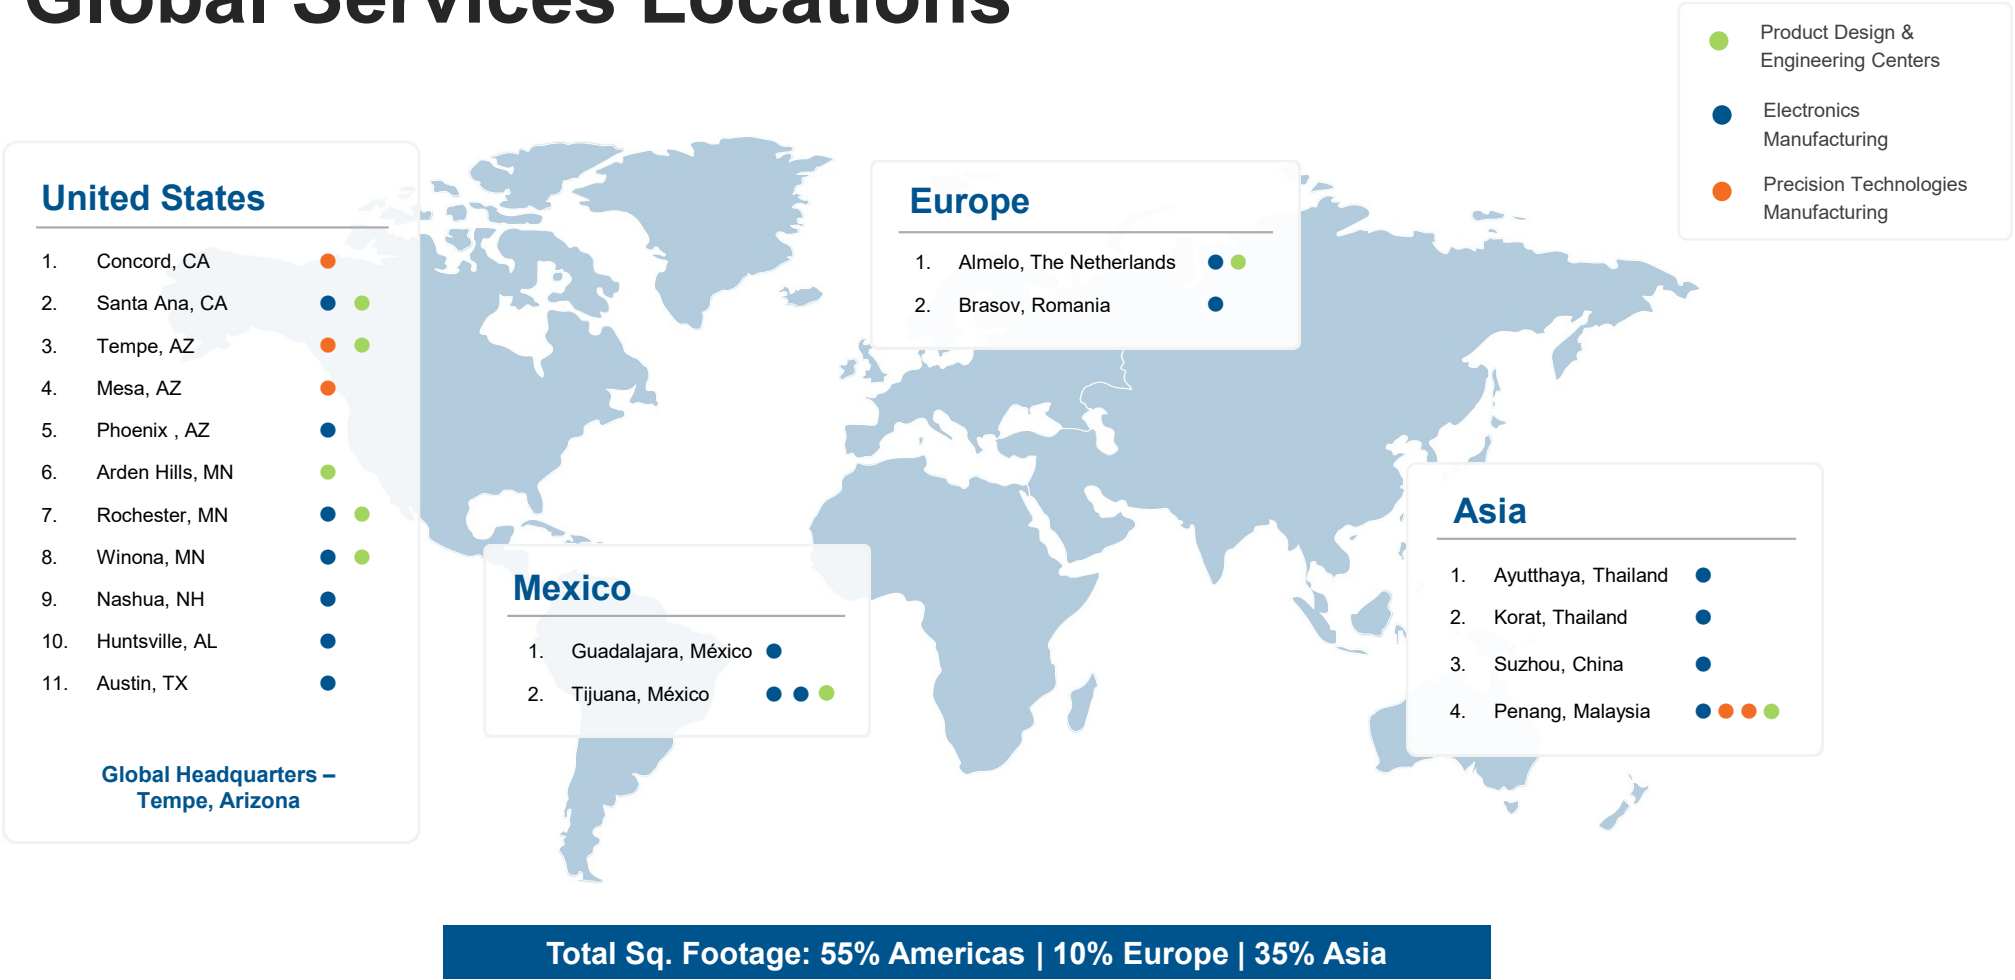 Global Services Locations
Product Design &
Engineering Centers
Electronics
Manufacturing
Precision Technologies
Manufacturing
United States
1. Concord, CA
2. Santa Ana, CA
3. Tempe, AZ
4. Mesa, AZ
5. Phoenix , AZ
6. Arden Hills, MN
7. Rochester, MN
8. Winona, MN
9. Nashua, NH
10. Huntsville, AL
11. Austin, TX
Global Headquarters –
Tempe, Arizona
Mexico
1. Guadalajara, México
2. Tijuana, México
Europe
1. Almelo, The Netherlands
2. Brasov, Romania
Asia
1. Ayutthaya, Thailand
2. Korat, Thailand
3. Suzhou, China
4. Penang, Malaysia
Total Sq. Footage: 55% Americas | 10% Europe | 35% Asia